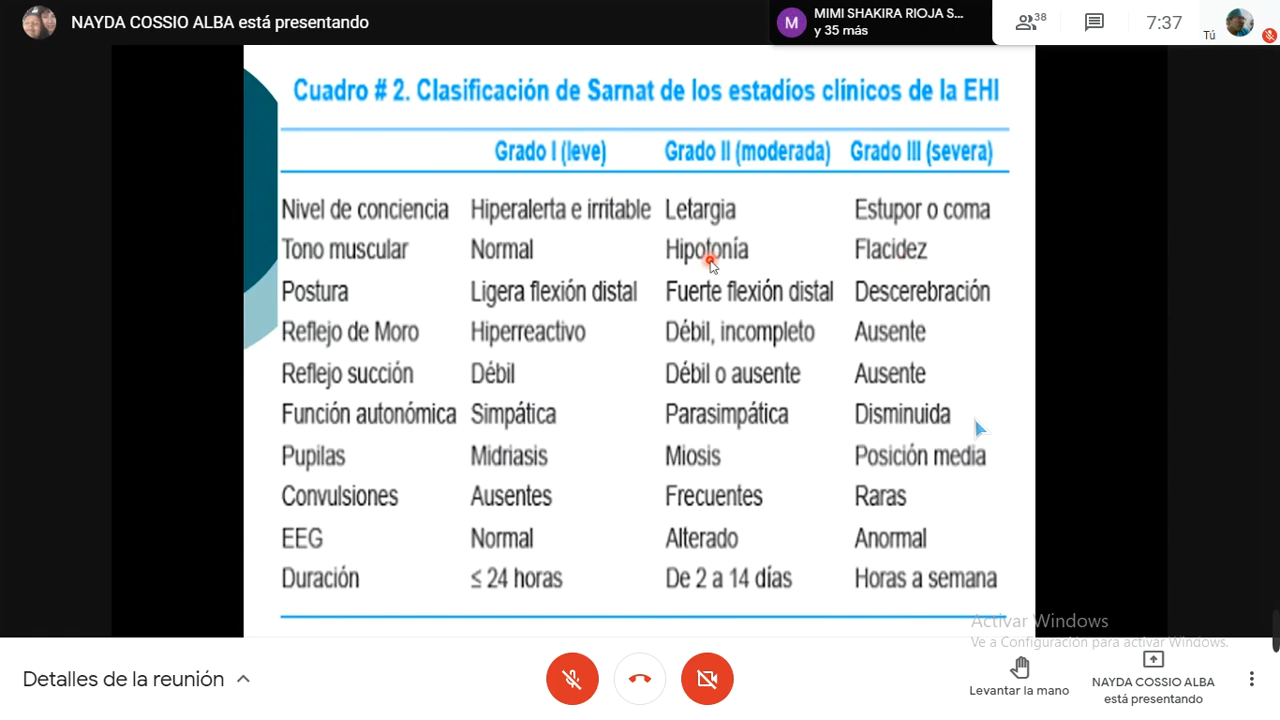 NAYDA COSSIO ALBA está presentando
M
MIMI SHAKIRA RIOJA S...
y 35 más
38
7:37
Tú
Cuadro # 2. Clasificación de Sarnat de los estadíos clínicos de la EHI
Grado I (leve) Grado II (moderada) Grado III (severa)
Nivel de conciencia Hiperalerta e irritable Letargia Estupor o coma
Tono muscular Normal Hipotonía Flacidez
Postura Ligera flexión distal Fuerte flexión distal Descerebración
Reflejo de Moro Hiperreactivo Débil, incompleto Ausente
Reflejo succión Débil Débil o ausente Ausente
Función autonómica Simpática Parasimpática Disminuida
Pupilas Midriasis Miosis Posición media
Convulsiones Ausentes Frecuentes Raras
EEG Normal Alterado Anormal
Duración ≤ 24 horas De 2 a 14 días Horas a semana
Activar Windows
Ve a Configuración para activar Windows.
Detalles de la reunión
Levantar la mano
NAYDA COSSIO ALBA
está presentando